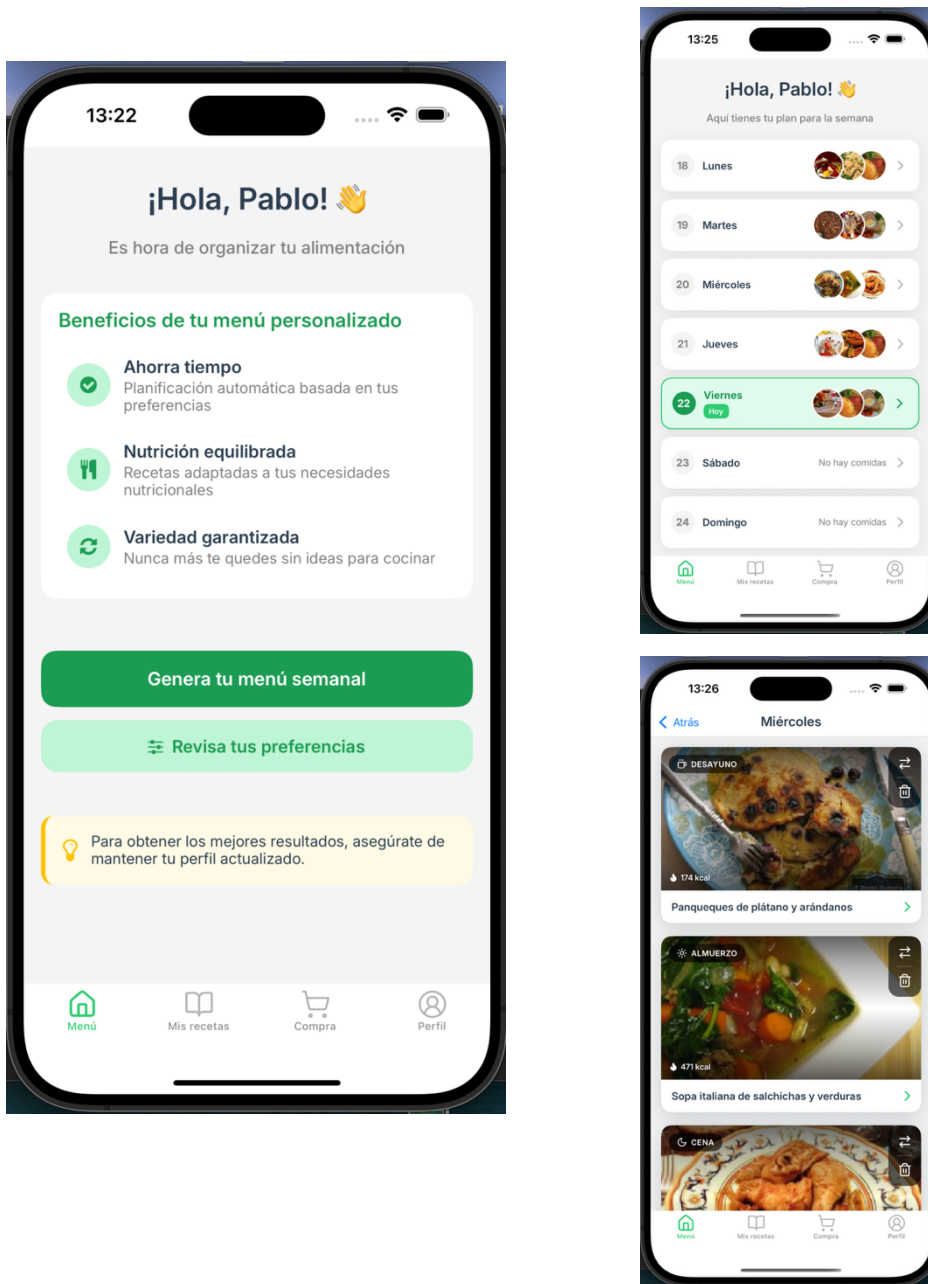 13:22
¡Hola, Pablo! 👋
Es hora de organizar tu alimentación
Beneficios de tu menú personalizado
Ahorra tiempo
Planificación automática basada en tus
preferencias
Nutrición equilibrada
Recetas adaptadas a tus necesidades
nutricionales
Variedad garantizada
Nunca más te quedes sin ideas para cocinar
Genera tu menú semanal
Revisa tus preferencias
Para obtener los mejores resultados, asegúrate de
mantener tu perfil actualizado.
Menú Mis recetas Compra Perfil
13:25
¡Hola, Pablo! 👋
Aquí tienes tu plan para la semana
18 Lunes
19 Martes
20 Miércoles
21 Jueves
22 Viernes
Hoy
23 Sábado No hay comidas
24 Domingo No hay comidas
Menú Mis recetas Compra Perfil
13:26
Atrás Miércoles
DESAYUNO
174 kcal
Panqueques de plátano y arándanos
ALMUERZO
471 kcal
Sopa italiana de salchichas y verduras
CENA
Menú Mis recetas Compra Perfil